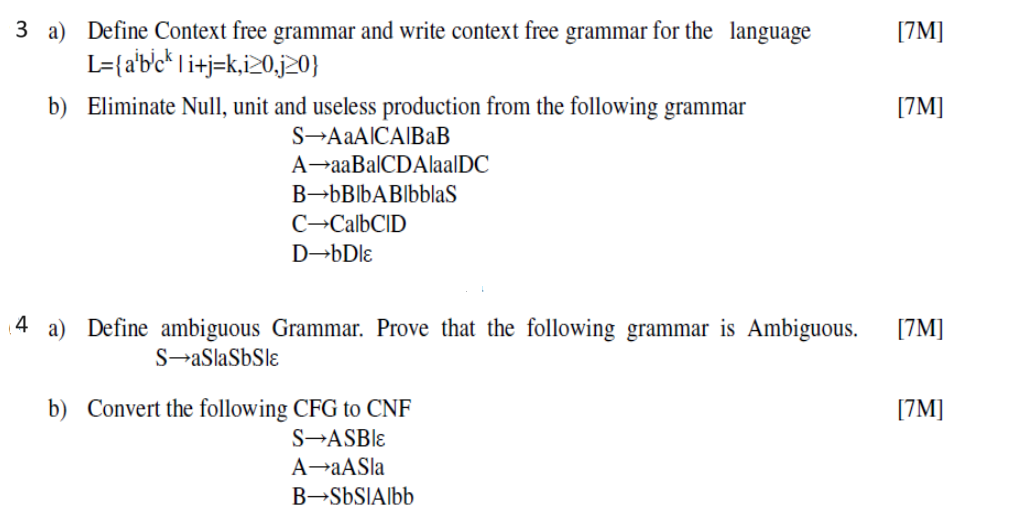 3 a) Define Context free grammar and write context free grammar for the language [7M]
L={aⁱbʲcᵏ | i+j=k,i≥0,j≥0}
b) Eliminate Null, unit and useless production from the following grammar [7M]
S→AaA|CA|BaB
A→aaBa|CDA|aa|DC
B→bB|bAB|bb|aS
C→Ca|bC|D
D→bD|ε
4 a) Define ambiguous Grammar. Prove that the following grammar is Ambiguous. [7M]
S→aS|aSbS|ε
b) Convert the following CFG to CNF [7M]
S→ASB|ε
A→aAS|a
B→SbS|A|bb